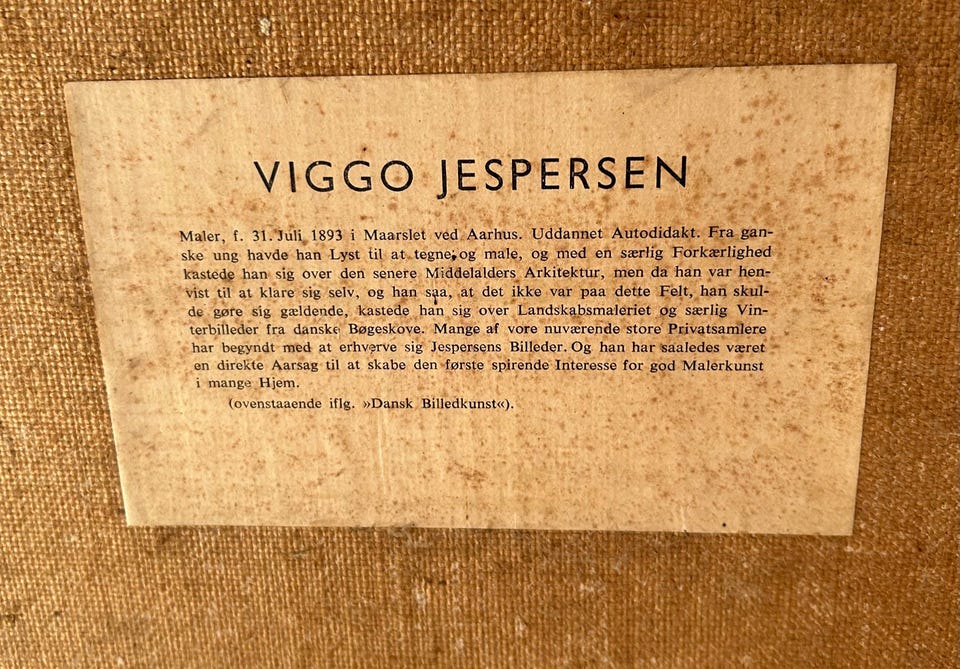 VIGGO JESPERSEN
Maler, f. 31. Juli 1893 i Maarslet ved Aarhus. Uddannet Autodidakt. Fra gan-
ske ung havde han Lyst til at tegne og male, og med en særlig Forkærlighed
kastede han sig over den senere Middelalders Arkitektur, men da han var hen-
vist til at klare sig selv, og han saa, at det ikke var paa dette Felt, han skul-
de gøre sig gældende, kastede han sig over Landskabsmaleriet og særlig Vin-
terbilleder fra danske Bøgeskove. Mange af vore nuværende store Privatsamlere
har begyndt med at erhverve sig Jespersens Billeder. Og han har saaledes været
en direkte Aarsag til at skabe den første spirende Interesse for god Malerkunst
i mange Hjem.
(ovenstaaende iflg. »Dansk Billedkunst«).